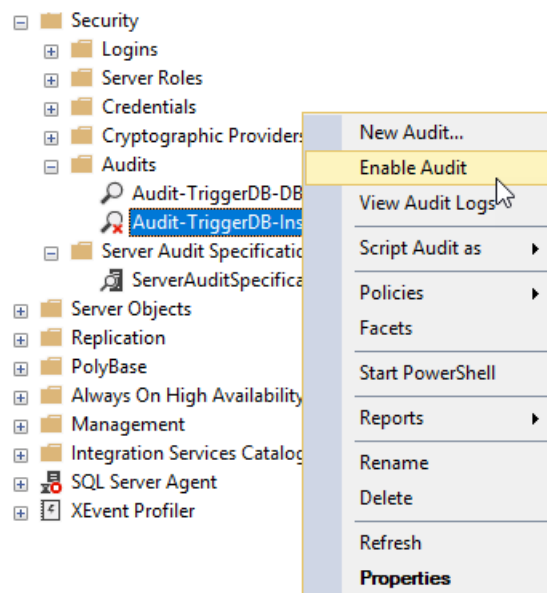 Security
Logins
Server Roles
Credentials
Cryptographic Providers
Audits
Audit-TriggerDB-DB
Audit-TriggerDB-Ins
Server Audit Specificatio
ServerAuditSpecifica
Server Objects
Replication
PolyBase
Always On High Availability
Management
Integration Services Catalog
SQL Server Agent
XEvent Profiler
New Audit...
Enable Audit
View Audit Logs
Script Audit as
Policies
Facets
Start PowerShell
Reports
Rename
Delete
Refresh
Properties